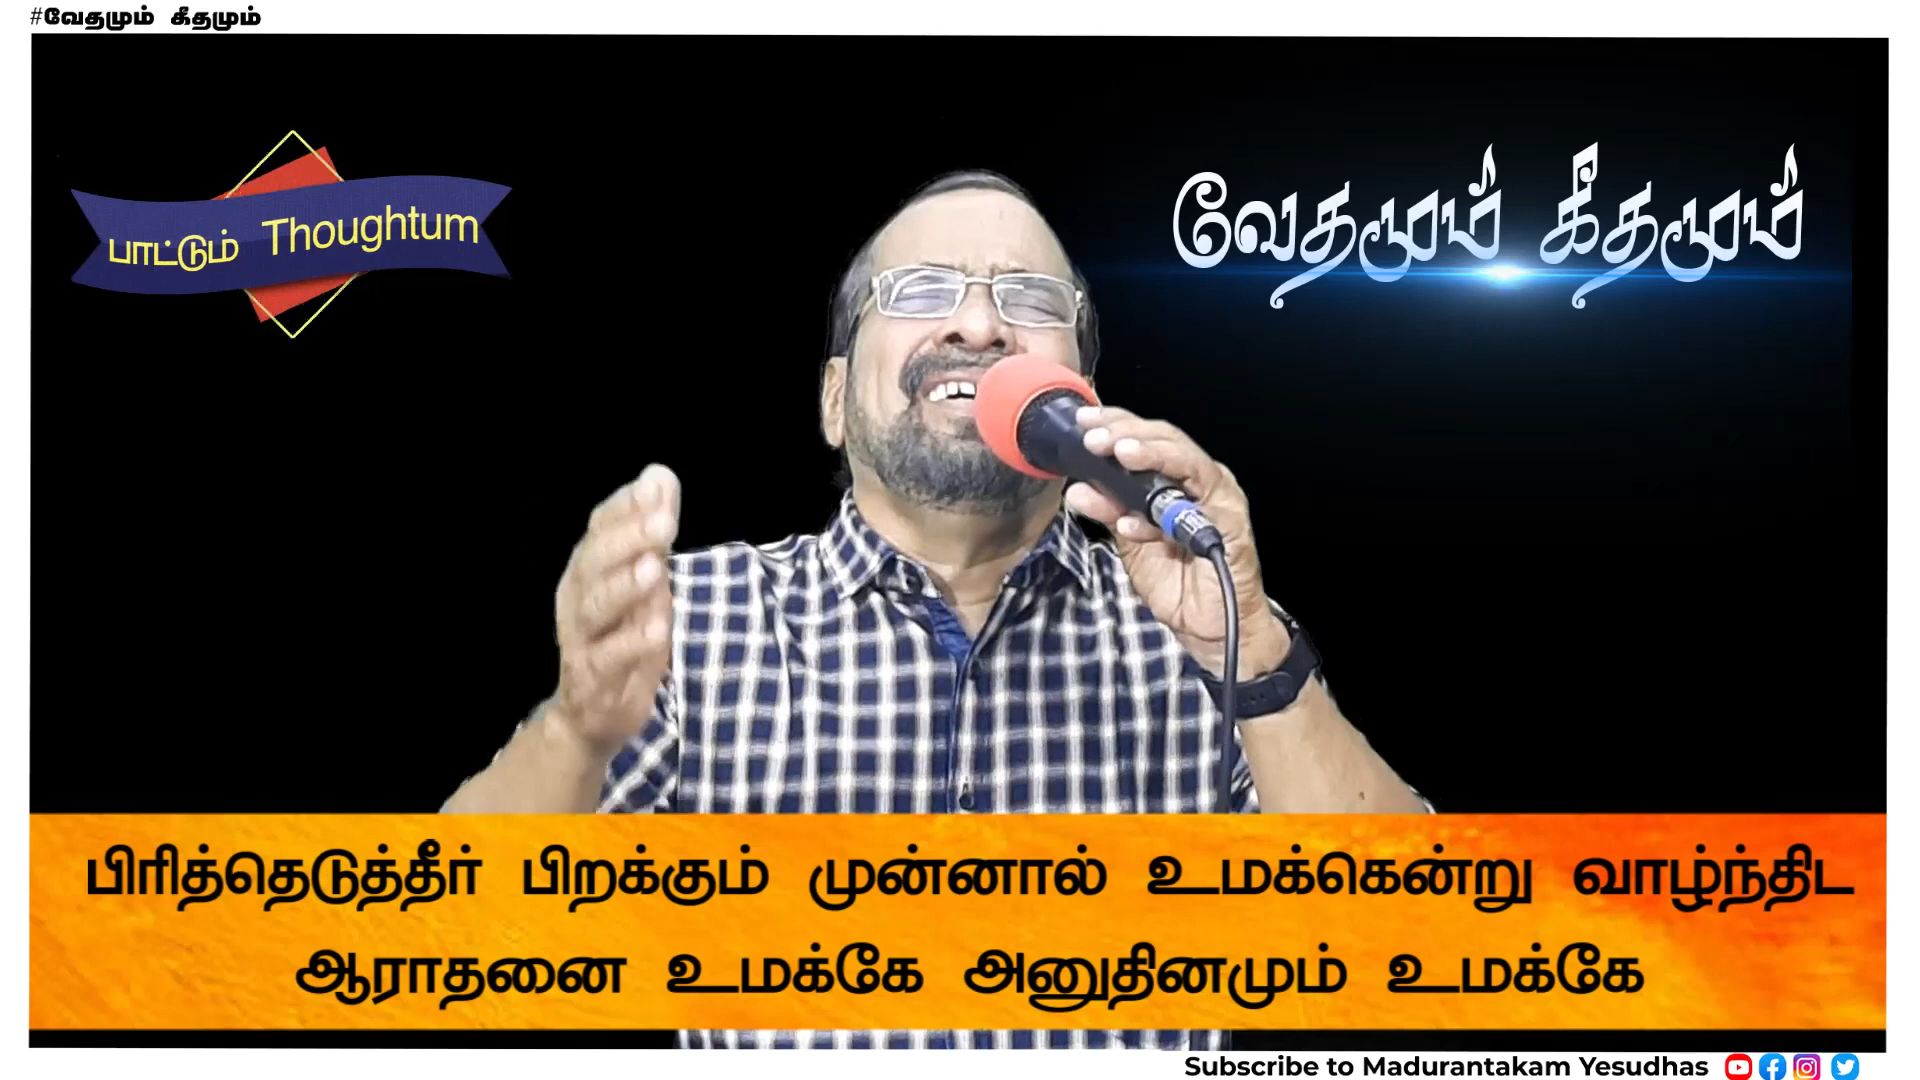 #வேதமும் கீதமும்
பாட்டும் Thoughtum
வேதமும் கீதமும்
பிரித்தெடுத்தீர் பிறக்கும் முன்னால் உமக்கென்று வாழ்ந்திட
ஆராதனை உமக்கே அனுதினமும் உமக்கே
Subscribe to Madurantakam Yesudhas